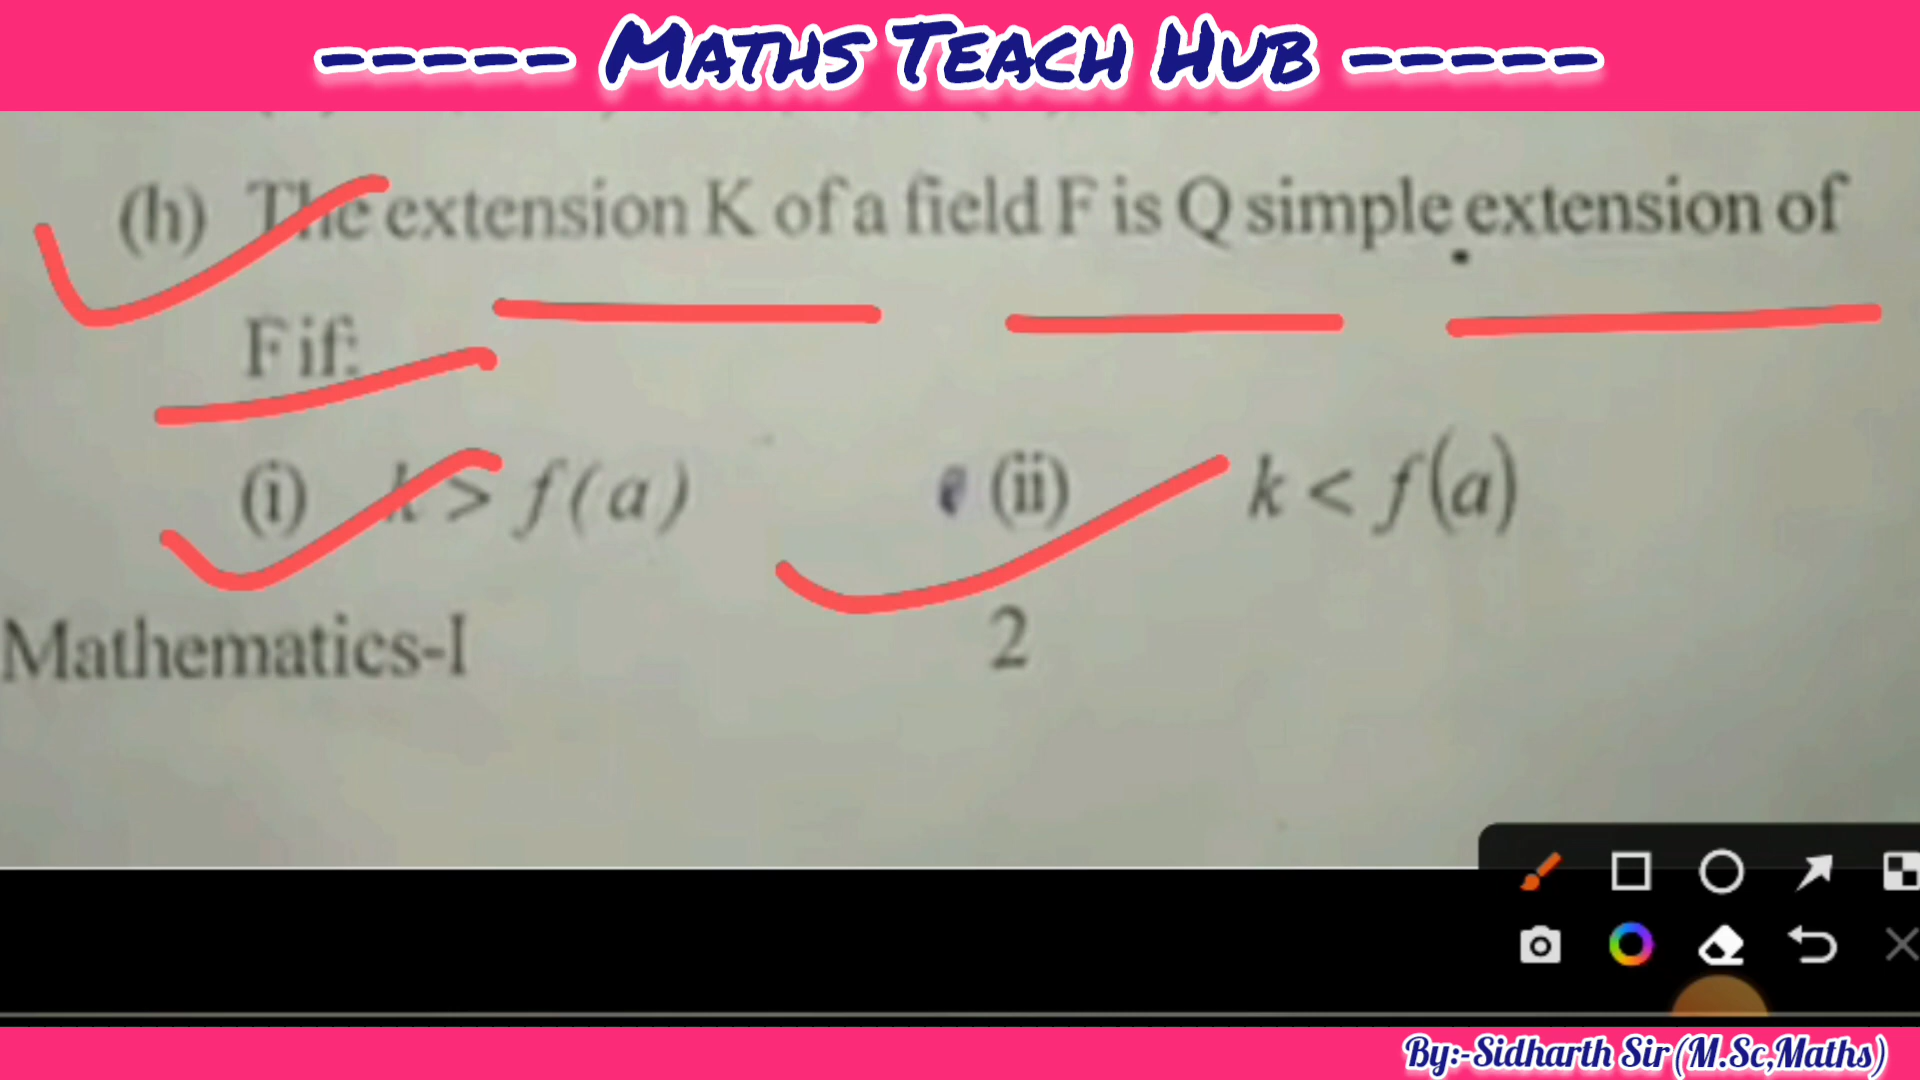 ----- MATHS TEACH HUB -----
(h) The extension K of a field F is Q simple extension of
F if:
(i) k > f(a) (ii) k < f(a)
Mathematics-I 2
By:-Sidharth Sir (M.Sc,Maths)